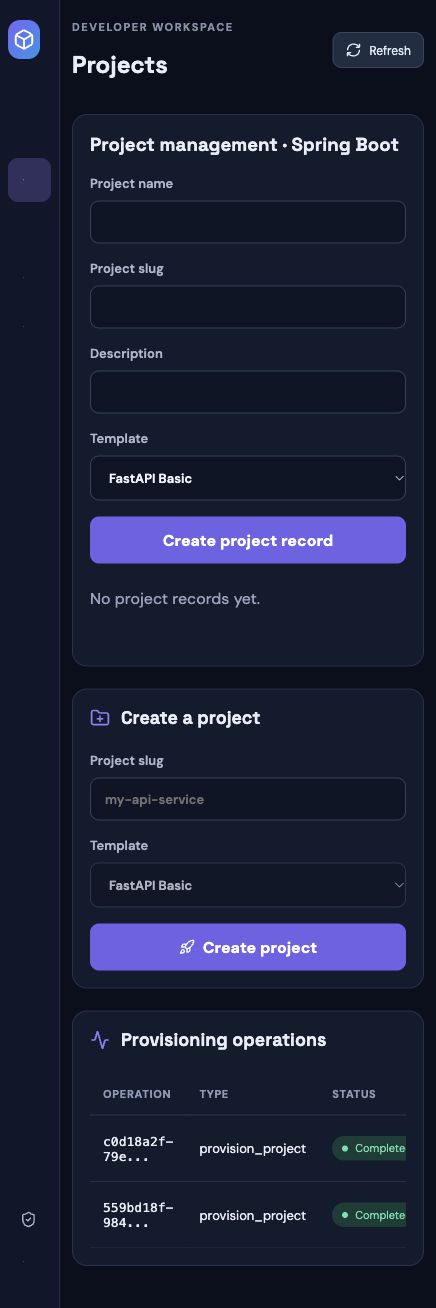 DEVELOPER WORKSPACE
Projects
Refresh
Project management · Spring Boot
Project name
Project slug
Description
Template
FastAPI Basic
Create project record
No project records yet.
Create a project
Project slug
my-api-service
Template
FastAPI Basic
Create project
Provisioning operations
OPERATION TYPE STATUS
c0d18a2f-
79e...
provision_project
Complete
559bd18f-
984...
provision_project
Complete